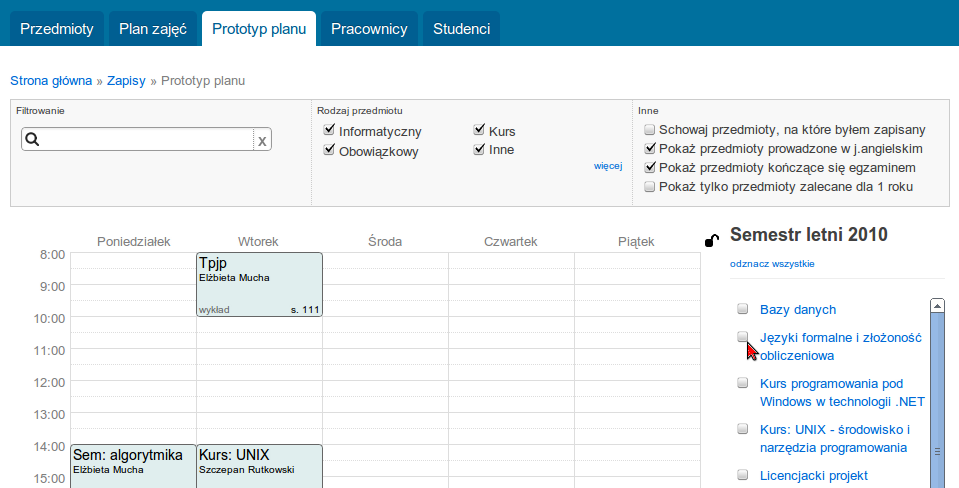 Przedmioty Plan zajęć Prototyp planu Pracownicy Studenci
Strona główna » Zapisy » Prototyp planu
Filtrowanie
x
Rodzaj przedmiotu
Informatyczny Kurs
Obowiązkowy Inne
więcej
Inne
Schowaj przedmioty, na które byłem zapisany
Pokaż przedmioty prowadzone w j.angielskim
Pokaż przedmioty kończące się egzaminem
Pokaż tylko przedmioty zalecane dla 1 roku
Poniedziałek Wtorek Środa Czwartek Piątek
8:00
9:00
10:00
11:00
12:00
13:00
14:00
15:00
Tpjp
Elżbieta Mucha
wykład s. 111
Sem: algorytmika
Elżbieta Mucha
Kurs: UNIX
Szczepan Rutkowski
Semestr letni 2010
odznacz wszystkie
Bazy danych
Języki formalne i złożoność
obliczeniowa
Kurs programowania pod
Windows w technologii .NET
Kurs: UNIX - środowisko i
narzędzia programowania
Licencjacki projekt